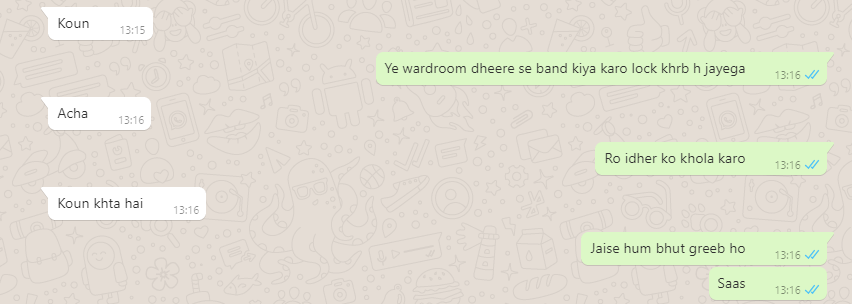 Koun
13:15
Ye wardroom dheere se band kiya karo lock khrb h jayega
13:16
Acha
13:16
Ro idher ko khola karo
13:16
Koun khta hai
13:16
Jaise hum bhut greeb ho
13:16
Saas
13:16